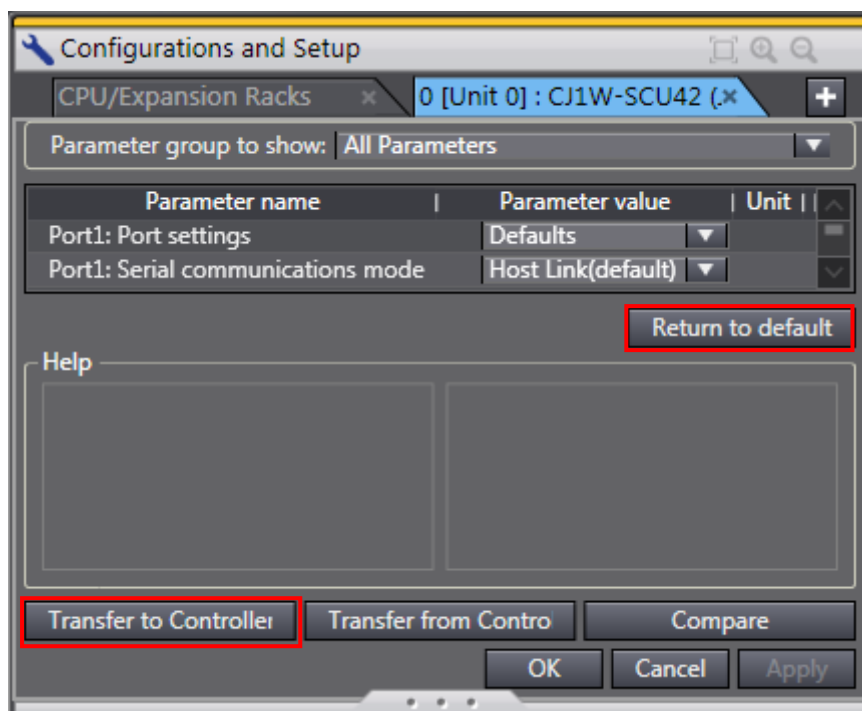 Configurations and Setup
CPU/Expansion Racks
0 [Unit 0] : CJ1W-SCU42 (.
Parameter group to show: All Parameters
Parameter name Parameter value Unit
Port1: Port settings Defaults
Port1: Serial communications mode Host Link(default)
Return to default
Help
Transfer to Controller Transfer from Contro Compare
OK Cancel Apply